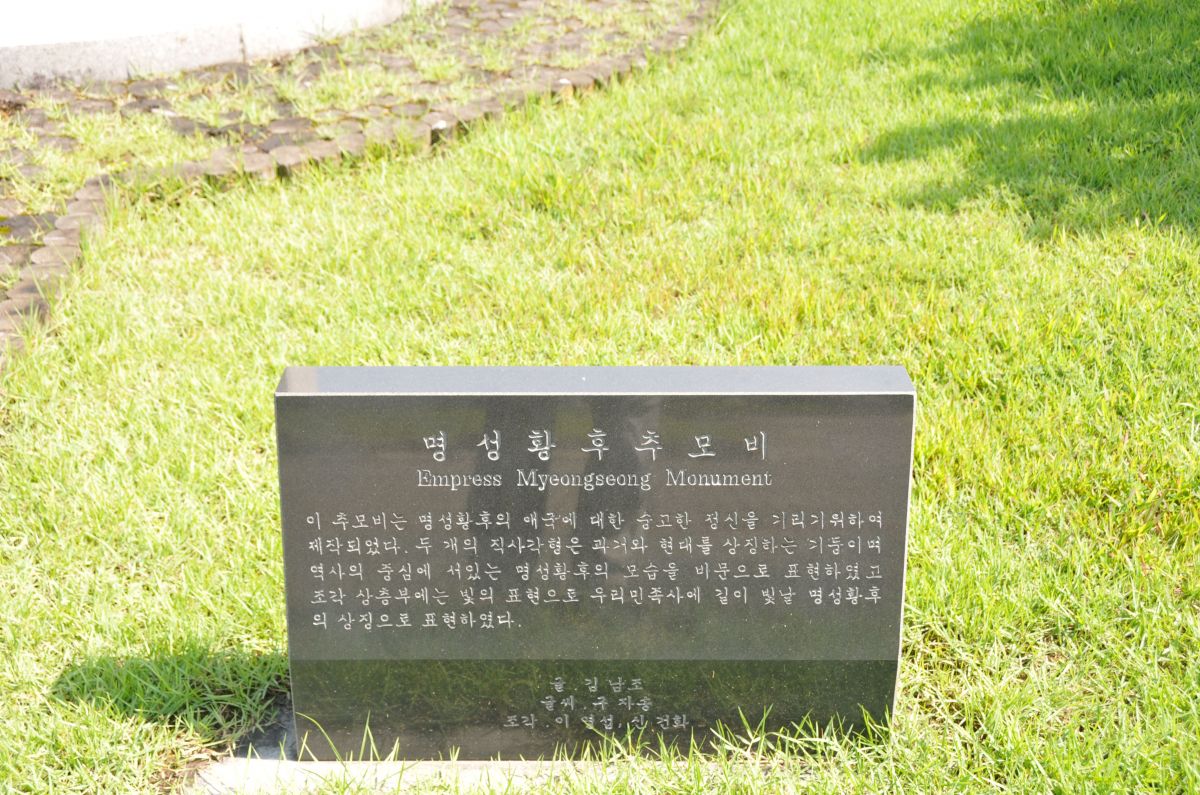 명성황후추모비
Empress Myeongseong Monument
이 추모비는 명성황후의 애국에 대한 숭고한 정신을 기리기위하여
제작되었다. 두 개의 직사각형은 과거와 현대를 상징하는 기둥이며
역사의 중심에 서있는 명성황후의 모습을 비문으로 표현하였고
조각 상층부에는 빛의 표현으로 우리민족사에 길이 빛날 명성황후
의 상징으로 표현하였다.
글 . 김 남 조
글씨 . 구 자 송
조각 . 이 역 섭, 신 건 화